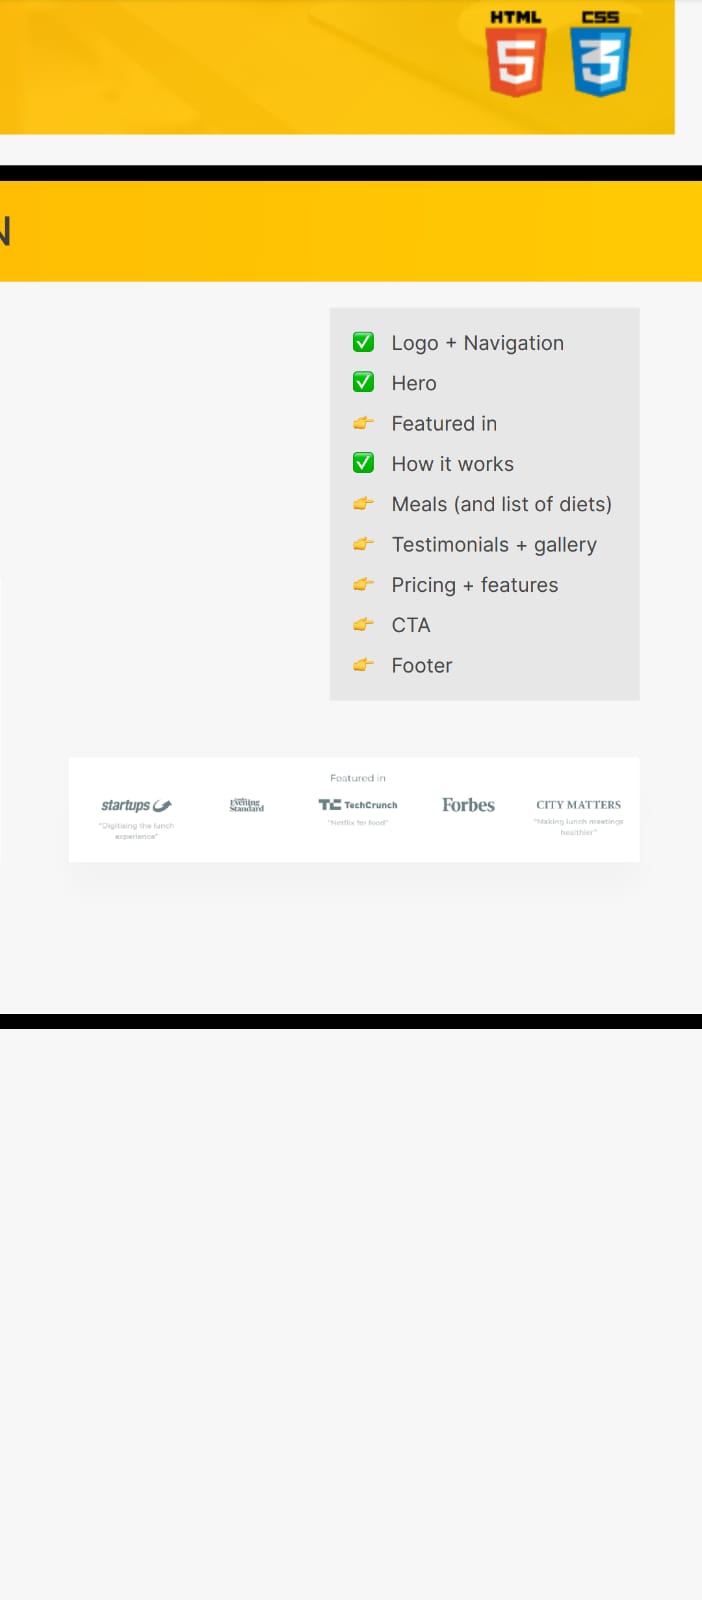 HTML CSS
5 3
N
✅ Logo + Navigation
✅ Hero
👉 Featured in
✅ How it works
👉 Meals (and list of diets)
👉 Testimonials + gallery
👉 Pricing + features
👉 CTA
👉 Footer
Featured in
startups
Evening
Standard
TC TechCrunch
Forbes
CITY MATTERS
"Digitising the lunch
experience"
"Netflix for food"
"Making lunch meetings
healthier"